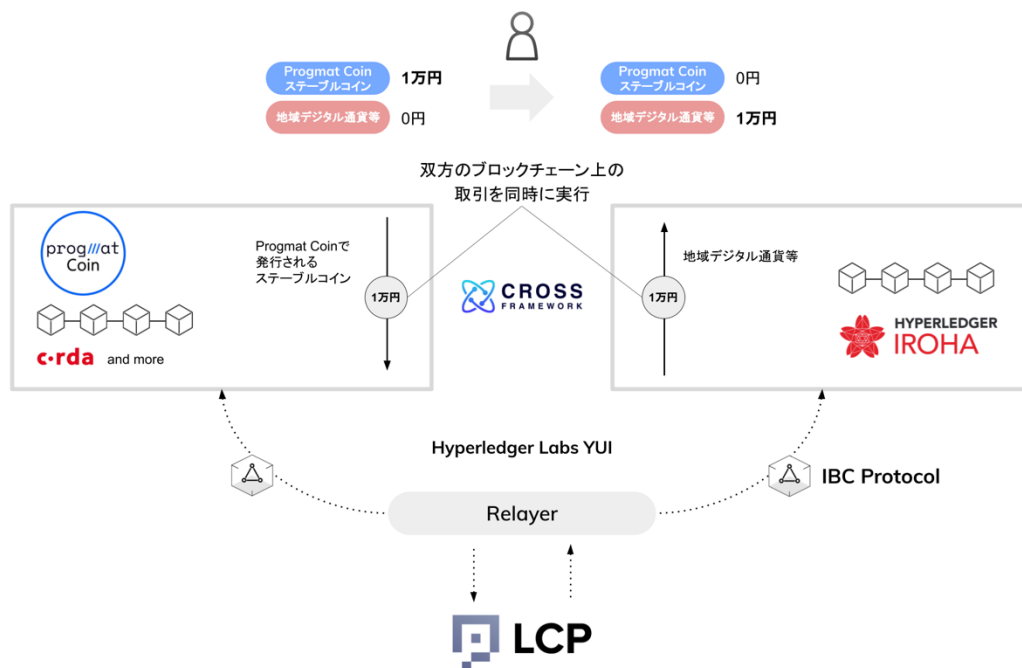 Progmat Coin
ステーブルコイン
1万円
地域デジタル通貨等
0円
Progmat Coin
ステーブルコイン
0円
地域デジタル通貨等
1万円
双方のブロックチェーン上の
取引を同時に実行
progmat
Coin
c·rda and more
Progmat Coinで
発行される
ステーブルコイン
1万円
CROSS
FRAMEWORK
1万円
地域デジタル通貨等
HYPERLEDGER
IROHA
Hyperledger Labs YUI
IBC Protocol
Relayer
LCP